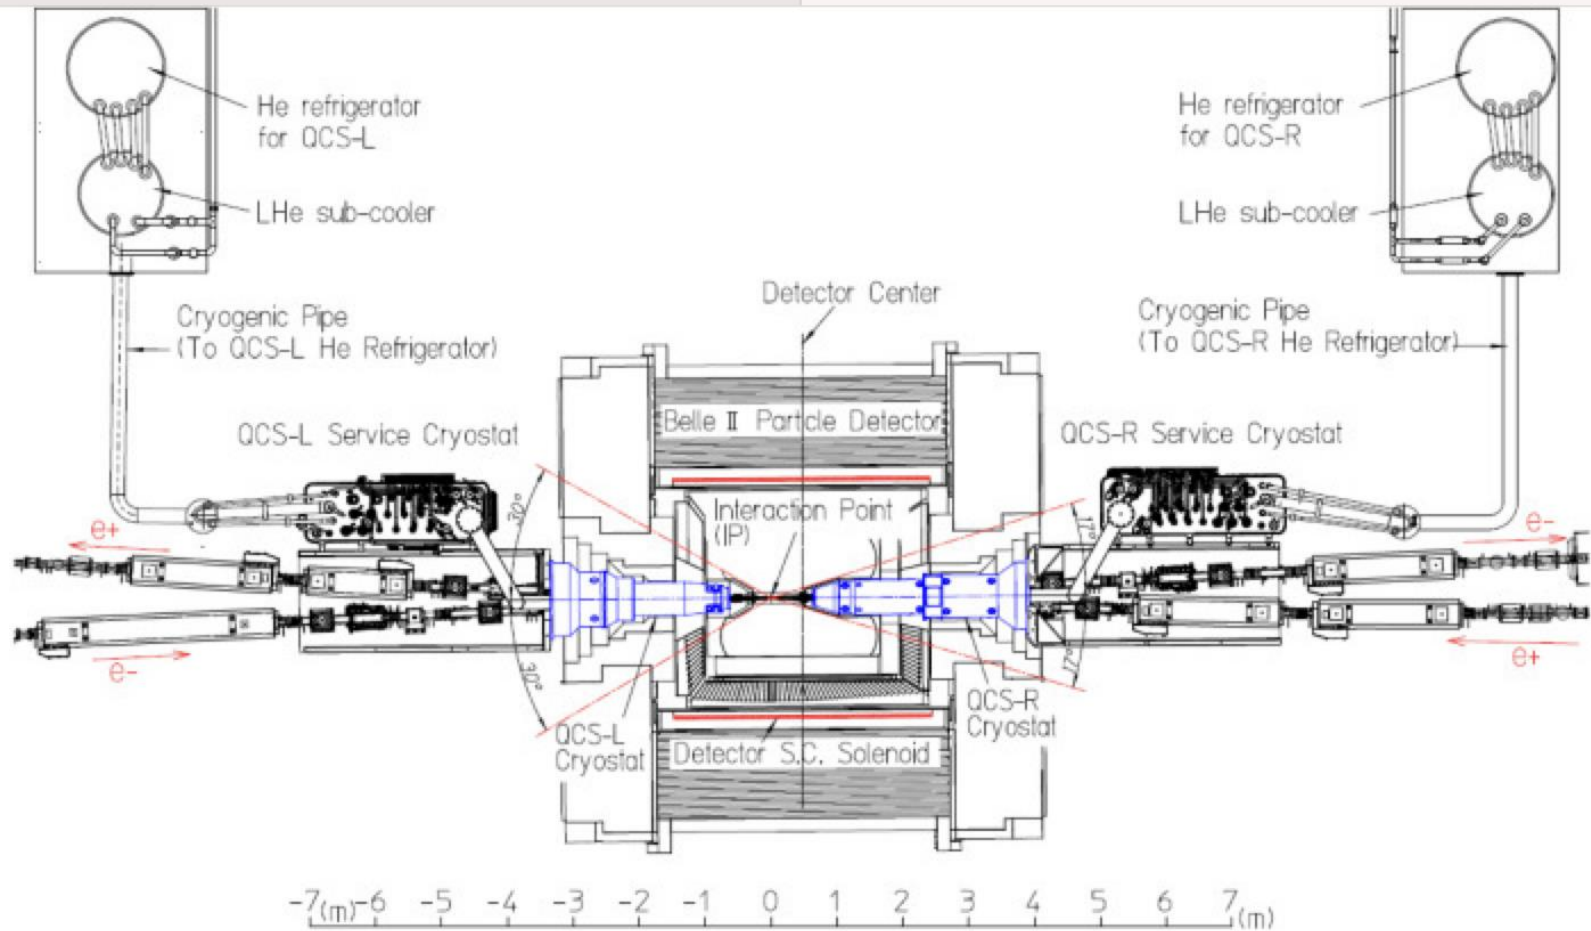 He refrigerator
for QCS-L
LHe sub-cooler
Cryogenic Pipe
(To QCS-L He Refrigerator)
He refrigerator
for QCS-R
LHe sub-cooler
Cryogenic Pipe
(To QCS-R He Refrigerator)
Detector Center
Belle II Particle Detector
QCS-L Service Cryostat
QCS-R Service Cryostat
Interaction Point
(IP)
30°
30°
17°
17°
e+
e-
e-
e+
QCS-L
Cryostat
Detector S.C. Solenoid
QCS-R
Cryostat
-7(m) -6 -5 -4 -3 -2 -1 0 1 2 3 4 5 6 7(m)